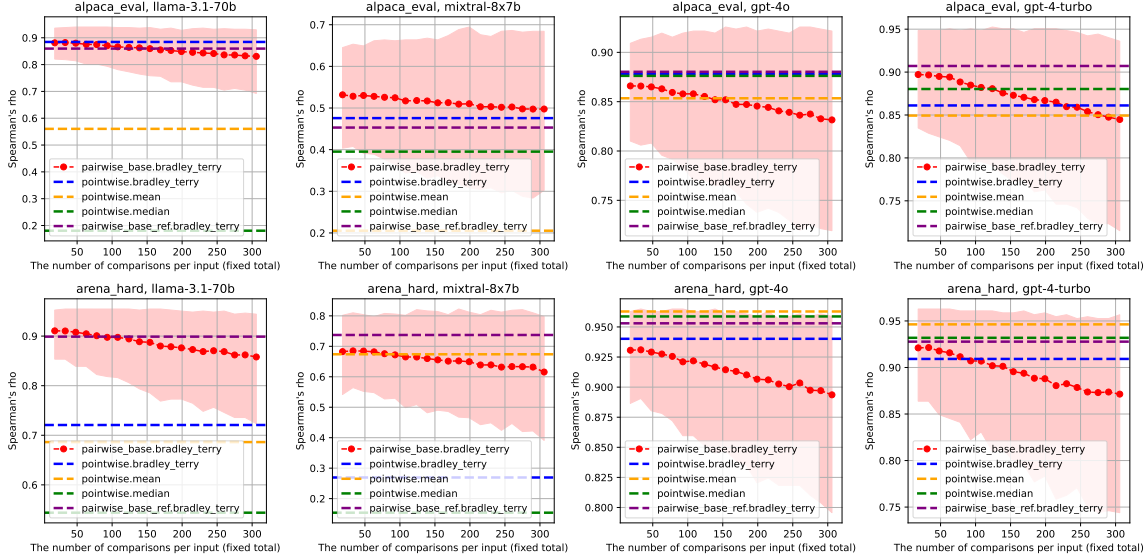 alpaca_eval, llama-3.1-70b
Spearman's rho
0.9
0.8
0.7
0.6
0.5
0.4
0.3
0.2
pairwise_base.bradley_terry
pointwise.bradley_terry
pointwise.mean
pointwise.median
pairwise_base_ref.bradley_terry
50 100 150 200 250 300
The number of comparisons per input (fixed total)
alpaca_eval, mixtral-8x7b
Spearman's rho
0.7
0.6
0.5
0.4
0.3
0.2
pairwise_base.bradley_terry
pointwise.bradley_terry
pointwise.mean
pointwise.median
pairwise_base_ref.bradley_terry
50 100 150 200 250 300
The number of comparisons per input (fixed total)
alpaca_eval, gpt-4o
Spearman's rho
0.90
0.85
0.80
0.75
pairwise_base.bradley_terry
pointwise.bradley_terry
pointwise.mean
pointwise.median
pairwise_base_ref.bradley_terry
50 100 150 200 250 300
The number of comparisons per input (fixed total)
alpaca_eval, gpt-4-turbo
Spearman's rho
0.95
0.90
0.85
0.80
0.75
pairwise_base.bradley_terry
pointwise.bradley_terry
pointwise.mean
pointwise.median
pairwise_base_ref.bradley_terry
50 100 150 200 250 300
The number of comparisons per input (fixed total)
arena_hard, llama-3.1-70b
Spearman's rho
0.9
0.8
0.7
0.6
pairwise_base.bradley_terry
pointwise.bradley_terry
pointwise.mean
pointwise.median
pairwise_base_ref.bradley_terry
50 100 150 200 250 300
The number of comparisons per input (fixed total)
arena_hard, mixtral-8x7b
Spearman's rho
0.8
0.7
0.6
0.5
0.4
0.3
0.2
pairwise_base.bradley_terry
pointwise.bradley_terry
pointwise.mean
pointwise.median
pairwise_base_ref.bradley_terry
50 100 150 200 250 300
The number of comparisons per input (fixed total)
arena_hard, gpt-4o
Spearman's rho
0.950
0.925
0.900
0.875
0.850
0.825
0.800
pairwise_base.bradley_terry
pointwise.bradley_terry
pointwise.mean
pointwise.median
pairwise_base_ref.bradley_terry
50 100 150 200 250 300
The number of comparisons per input (fixed total)
arena_hard, gpt-4-turbo
Spearman's rho
0.95
0.90
0.85
0.80
0.75
pairwise_base.bradley_terry
pointwise.bradley_terry
pointwise.mean
pointwise.median
pairwise_base_ref.bradley_terry
50 100 150 200 250 300
The number of comparisons per input (fixed total)